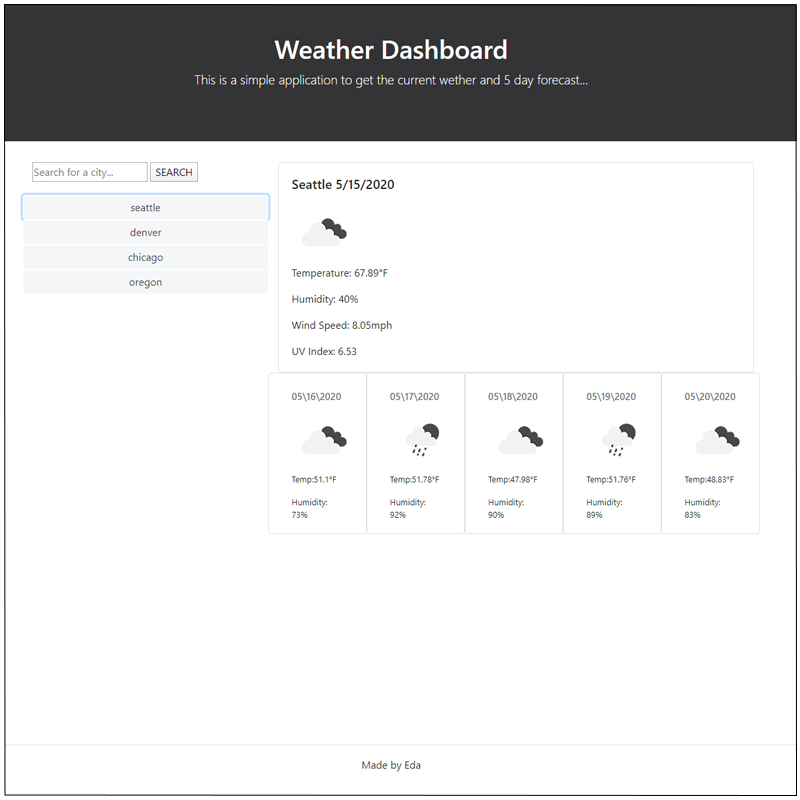 Weather Dashboard
This is a simple application to get the current wether and 5 day forecast...
Search for a city...
SEARCH
seattle
denver
chicago
oregon
Seattle 5/15/2020
Temperature: 67.89°F
Humidity: 40%
Wind Speed: 8.05mph
UV Index: 6.53
05\16\2020
Temp:51.1°F
Humidity:
73%
05\17\2020
Temp:51.78°F
Humidity:
92%
05\18\2020
Temp:47.98°F
Humidity:
90%
05\19\2020
Temp:51.76°F
Humidity:
89%
05\20\2020
Temp:48.83°F
Humidity:
83%
Made by Eda